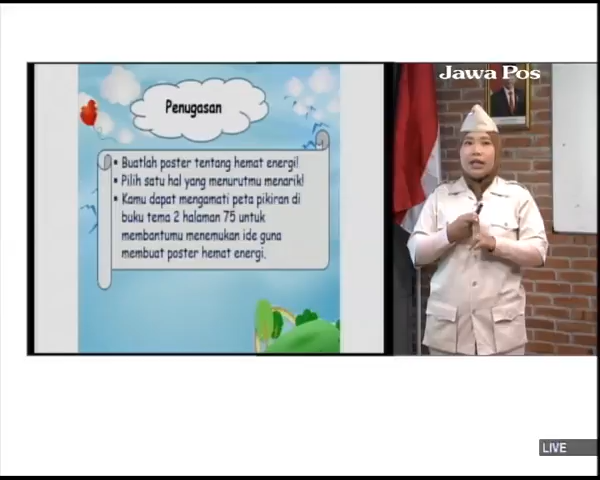 Jawa Pos
Penugasan
▪ Buatlah poster tentang hemat energi!
▪ Pilih satu hal yang menurutmu menarik!
▪ Kamu dapat mengamati peta pikiran di
buku tema 2 halaman 75 untuk
membantumu menemukan ide guna
membuat poster hemat energi.
LIVE